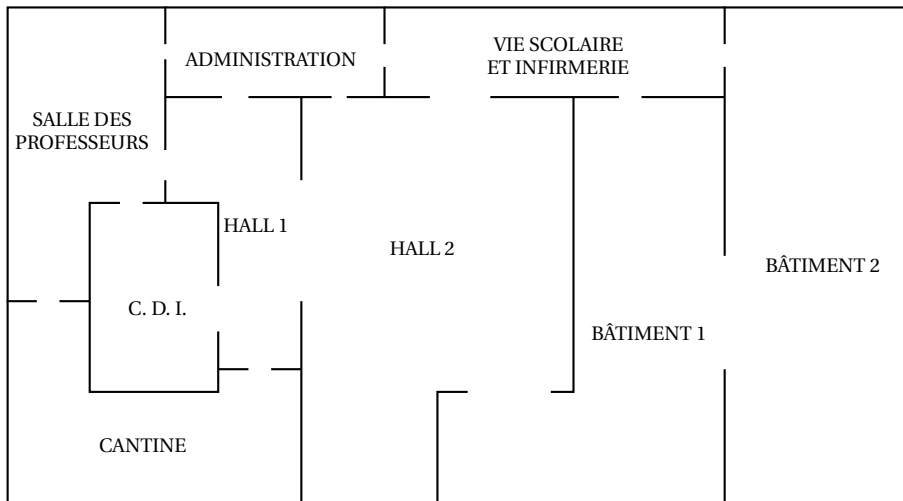 ADMINISTRATION
VIE SCOLAIRE
ET INFIRMERIE
SALLE DES
PROFESSEURS
HALL 1
HALL 2
BÂTIMENT 2
C. D. I.
BÂTIMENT 1
CANTINE